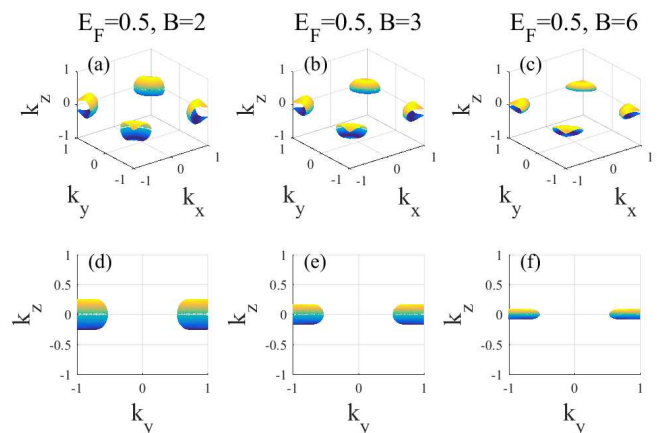 E_F=0.5, B=2 E_F=0.5, B=3 E_F=0.5, B=6
(a) (b) (c)
1 1 1
k_z 0 k_z 0 k_z 0
-1 -1 -1
1 1 1 1 1 1
0 0 0 0 0 0
k_y -1 -1 k_x k_y -1 -1 k_x k_y -1 -1 k_x
(d) (e) (f)
1 1 1
0.5 0.5 0.5
k_z 0 k_z 0 k_z 0
-0.5 -0.5 -0.5
-1 -1 -1
-1 0 1 -1 0 1 -1 0 1
k_y k_y k_y